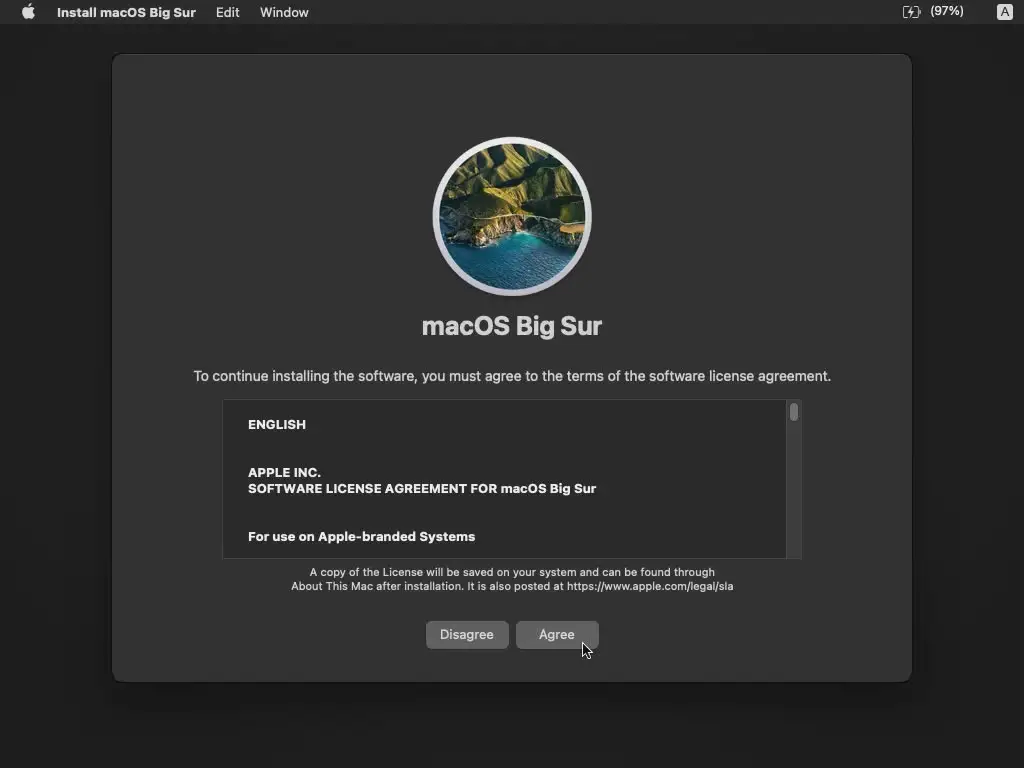 Install macOS Big Sur Edit Window (97%) A
macOS Big Sur
To continue installing the software, you must agree to the terms of the software license agreement.
ENGLISH
APPLE INC.
SOFTWARE LICENSE AGREEMENT FOR macOS Big Sur
For use on Apple-branded Systems
A copy of the License will be saved on your system and can be found through
About This Mac after installation. It is also posted at https://www.apple.com/legal/sla
Disagree Agree